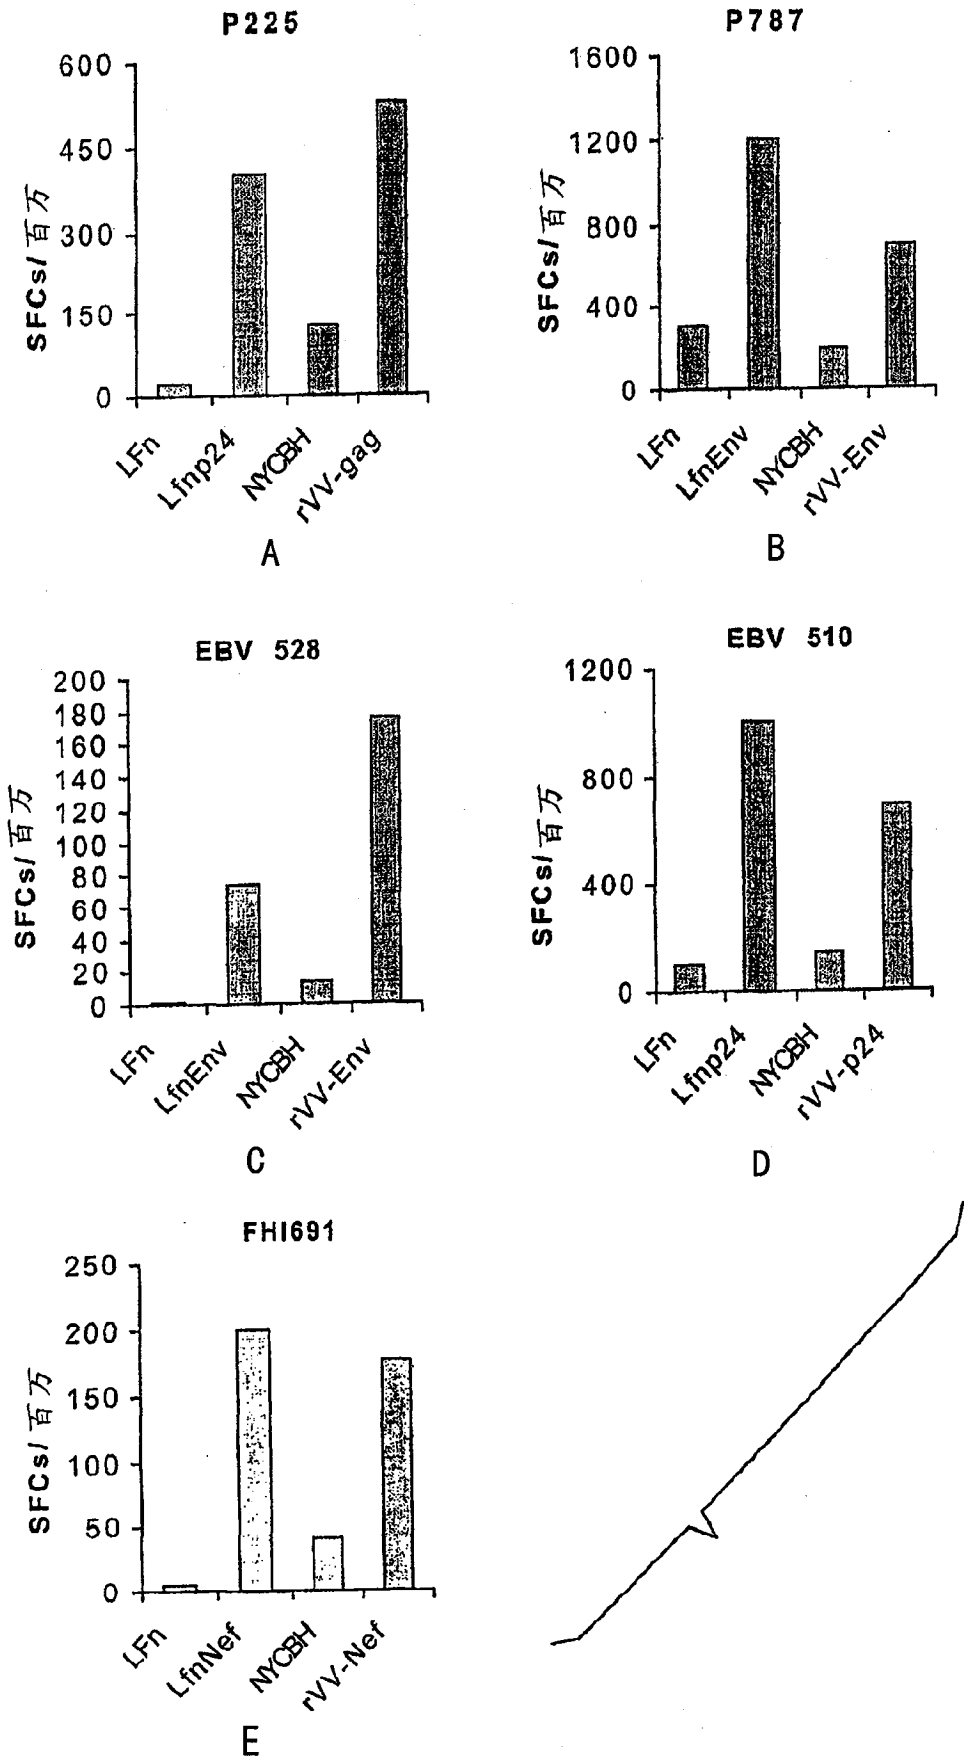 P225
600
450
300
150
0
SFCs/百万
LFn
Lfnp24
NYCBH
rVV-gag
A
P787
1600
1200
800
400
0
SFCs/百万
LFn
LfnEnv
NYCBH
rVV-Env
B
EBV 528
200
180
160
140
120
100
80
60
40
20
0
SFCs/百万
LFn
LfnEnv
NYCBH
rVV-Env
C
EBV 510
1200
800
400
0
SFCs/百万
LFn
Lfnp24
NYCBH
rVV-p24
D
FHI691
250
200
150
100
50
0
SFCs/百万
LFn
LfnNef
NYCBH
rVV-Nef
E